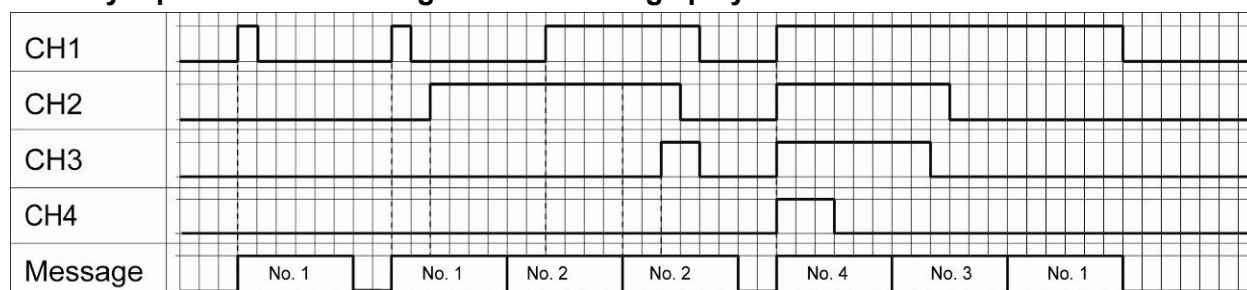 CH1
CH2
CH3
CH4
Message No. 1 No. 1 No. 2 No. 2 No. 4 No. 3 No. 1